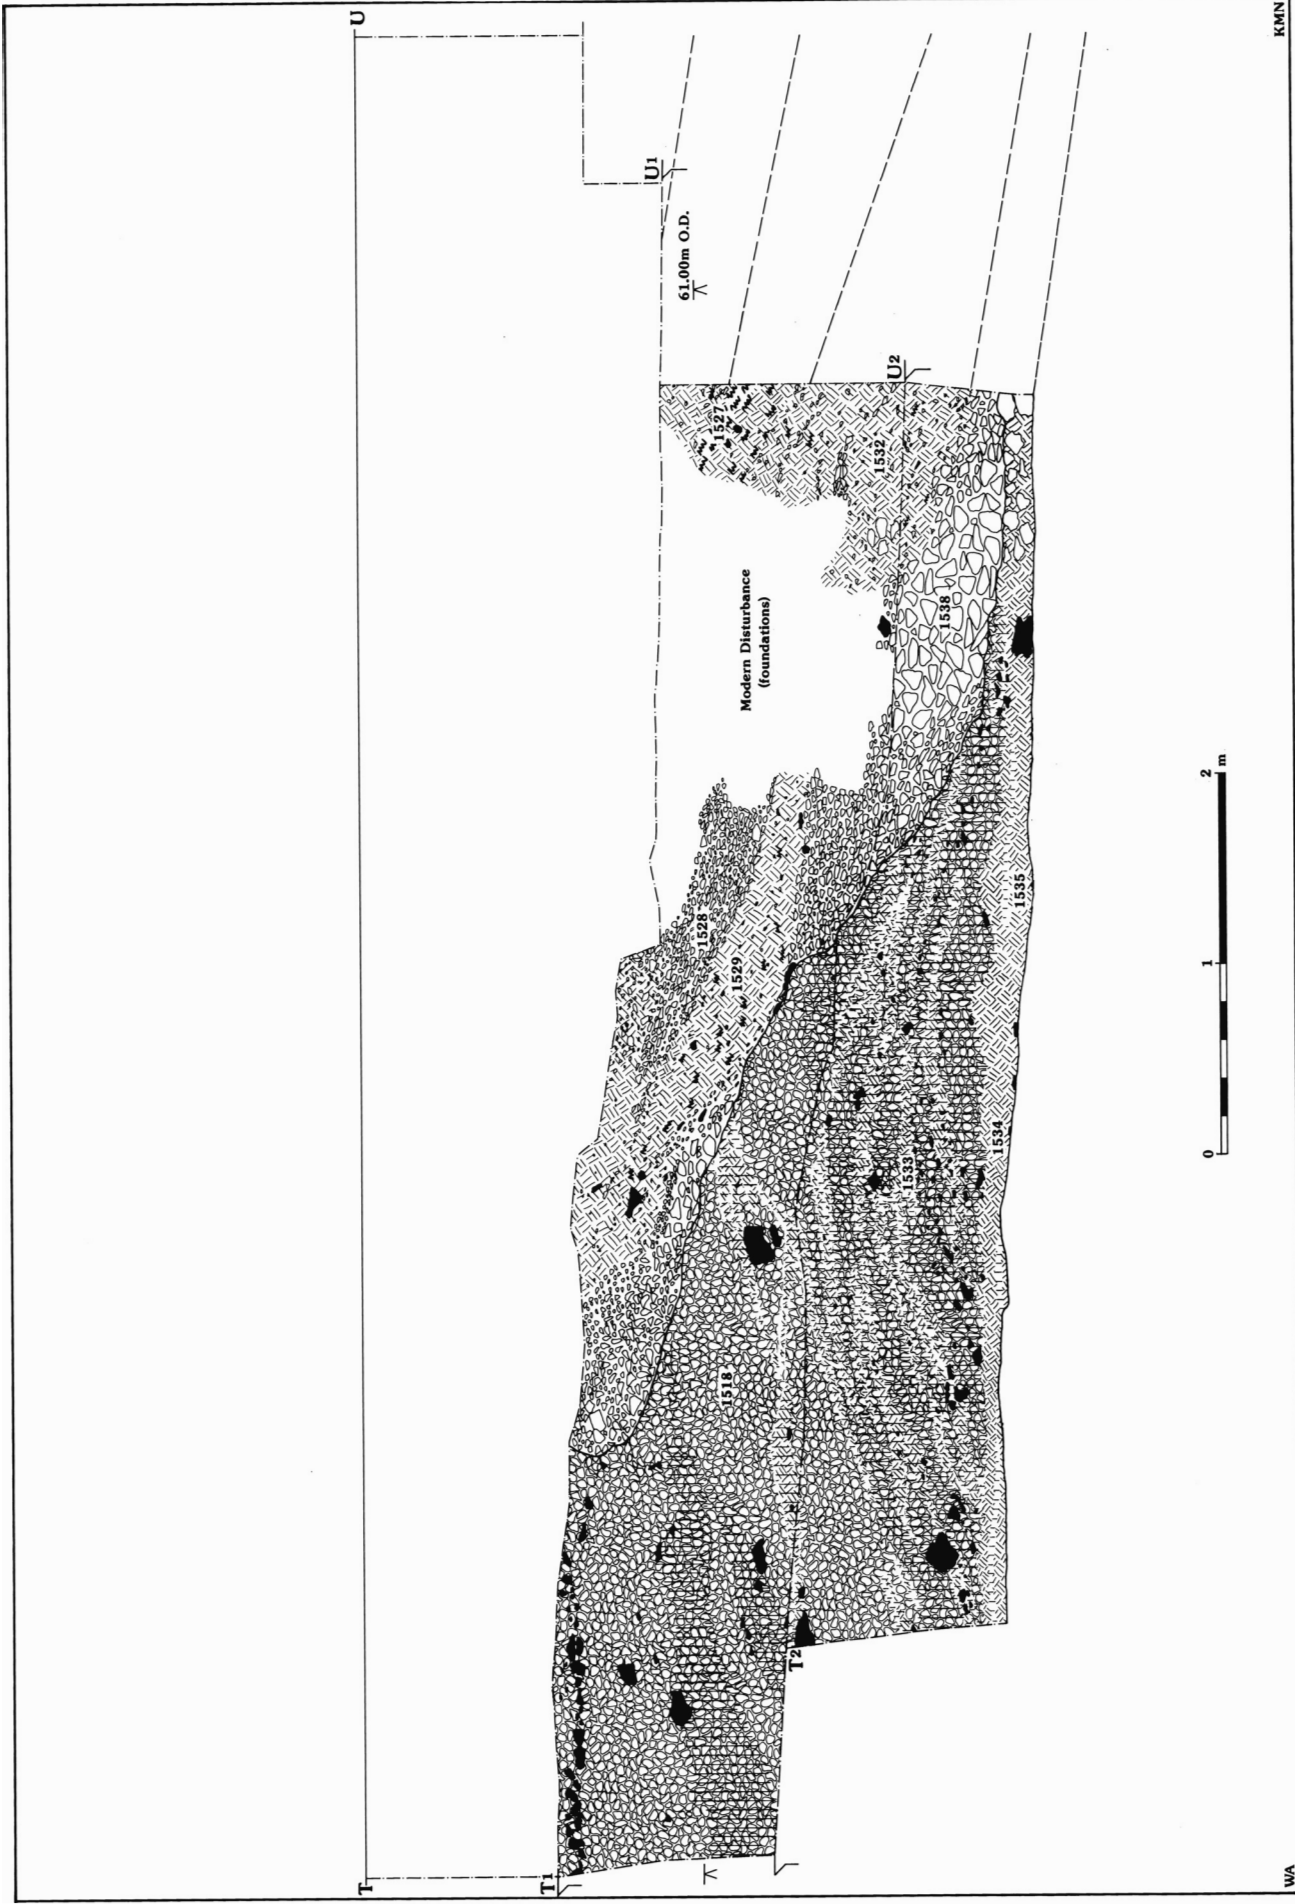 T
U
T1
U1
61.00m O.D.
U2
1527
1532
Modern Disturbance
(foundations)
1528
1529
1538
1518
T2
1533
1535
1534
0 1 2 m
WA
KMN